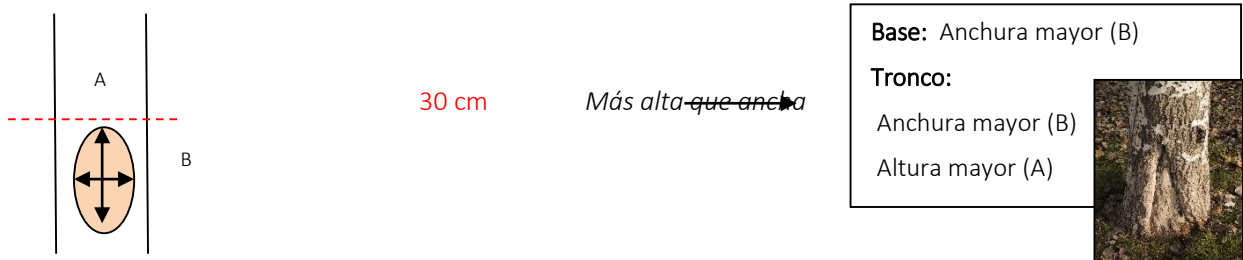 A
B
30 cm
Más alta que ancha
Base: Anchura mayor (B)
Tronco:
Anchura mayor (B)
Altura mayor (A)